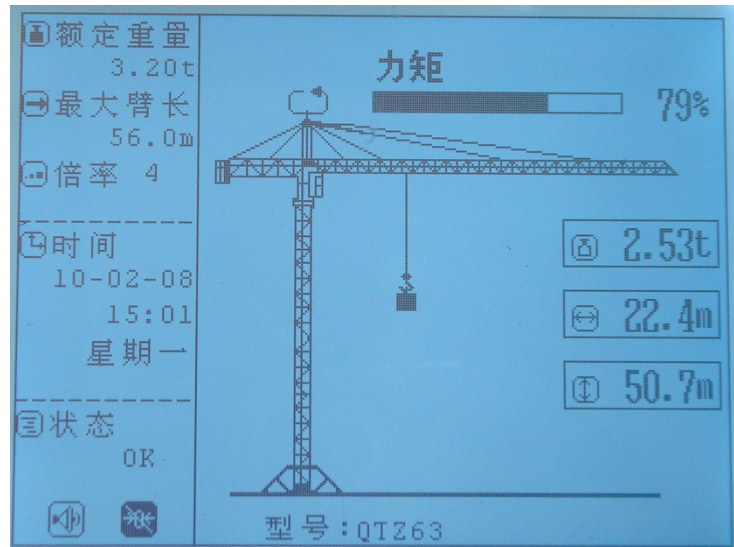 额定重量
3.20t
最大臂长
56.0m
倍率 4
时间
10-02-08
15:01
星期一
状态
OK
力矩
79%
2.53t
22.4m
50.7m
型号:QTZ63